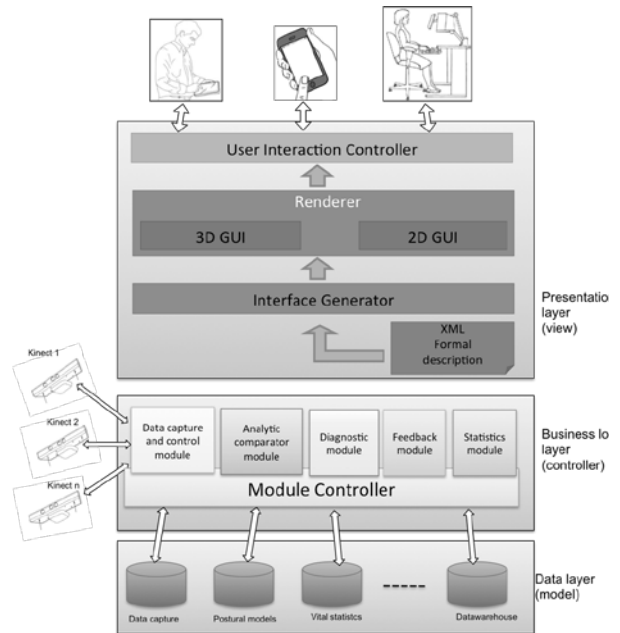 User Interaction Controller
Renderer
3D GUI
2D GUI
Interface Generator
XML
Formal
description
Presentatio
layer
(view)
Kinect 1
Kinect 2
Kinect n
Data capture
and control
module
Analytic
comparator
module
Diagnostic
module
Feedback
module
Statistics
module
Module Controller
Business lo
layer
(controller)
Data capture
Postural models
Vital statistcs
Datawarehouse
Data layer
(model)